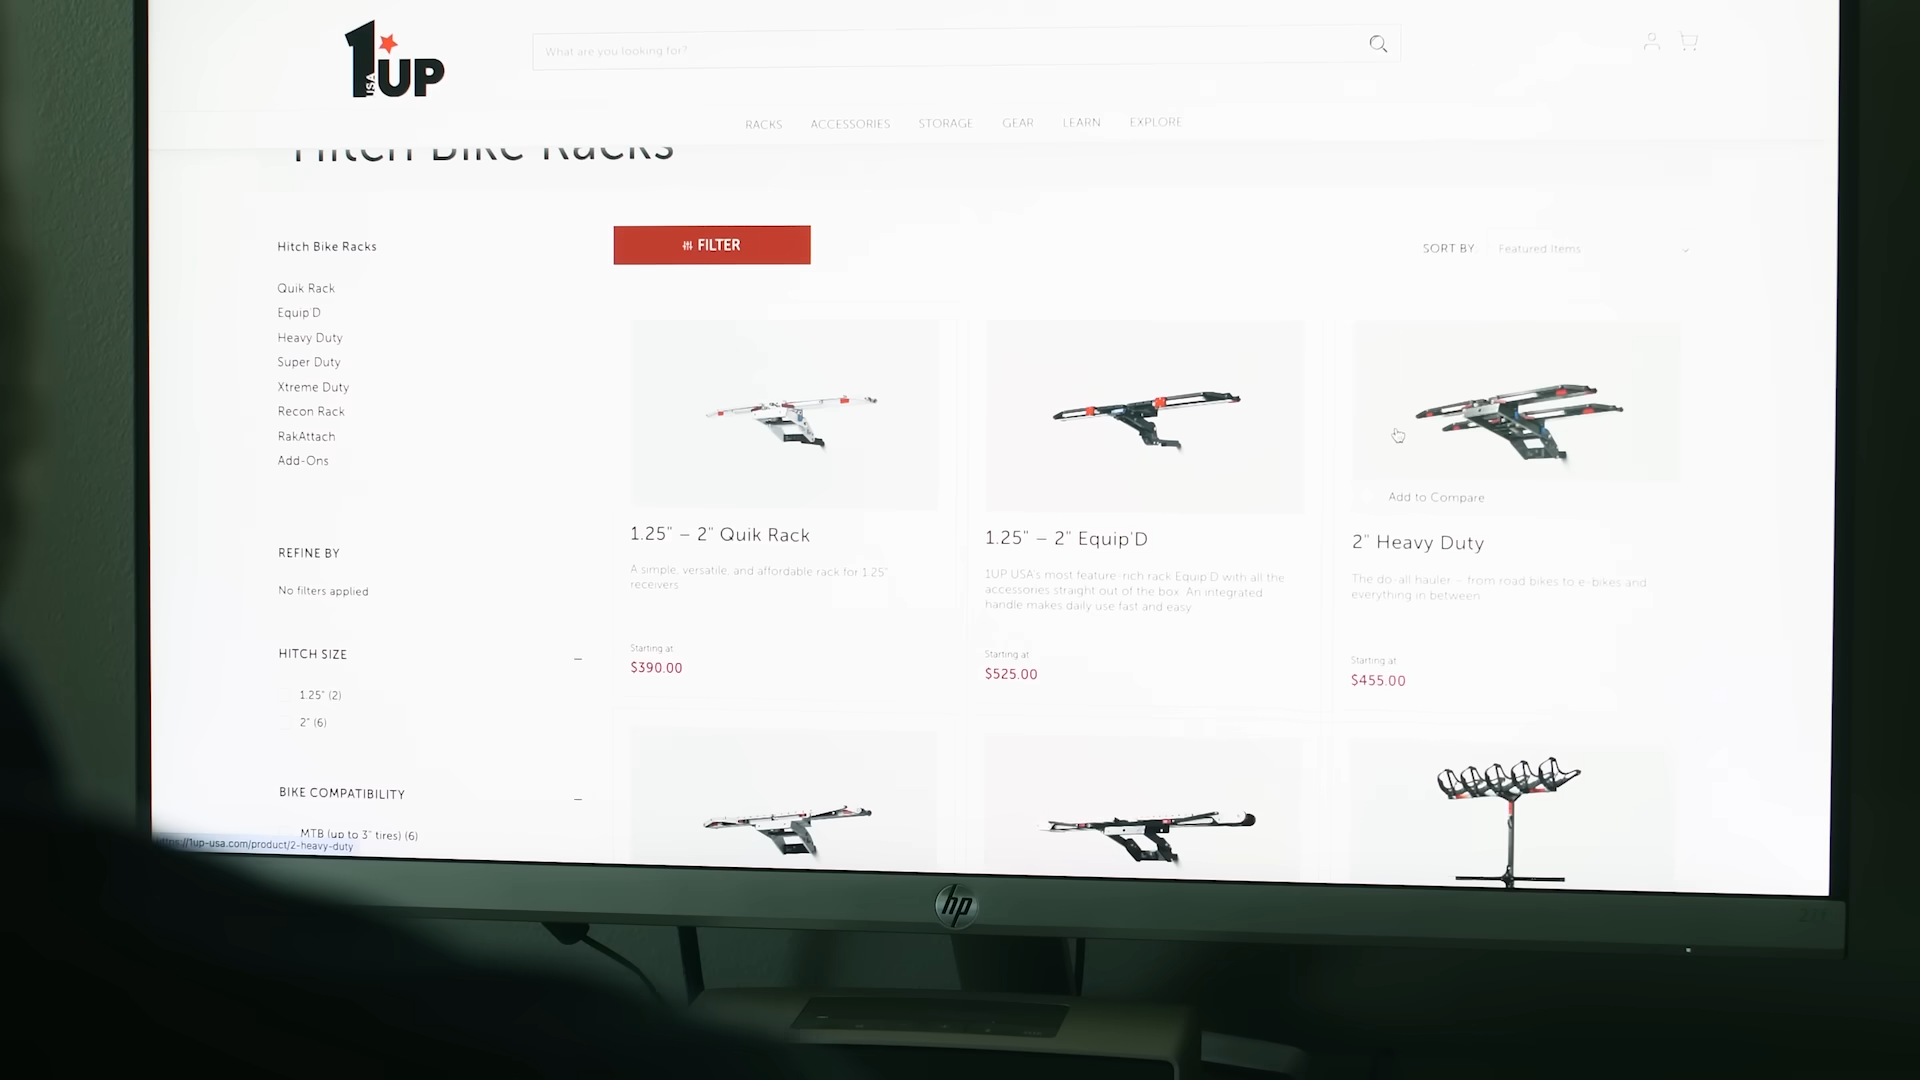 1UP
USA
What are you looking for?
RACKS ACCESSORIES STORAGE GEAR LEARN EXPLORE
Hitch Bike Racks
Hitch Bike Racks
Quik Rack
Equip D
Heavy Duty
Super Duty
Xtreme Duty
Recon Rack
RakAttach
Add-Ons
REFINE BY
No filters applied
HITCH SIZE
1.25" (2)
2" (6)
BIKE COMPATIBILITY
MTB (up to 3" tires) (6)
https://1up-usa.com/product/2-heavy-duty
FILTER
SORT BY Featured Items
1.25" – 2" Quik Rack
A simple, versatile, and affordable rack for 1.25"
receivers
Starting at
$390.00
1.25" – 2" Equip'D
1UP USA's most feature-rich rack Equip'D with all the
accessories straight out of the box. An integrated
handle makes daily use fast and easy
Starting at
$525.00
Add to Compare
2" Heavy Duty
The do-all hauler – from road bikes to e-bikes and
everything in between
Starting at
$455.00
hp